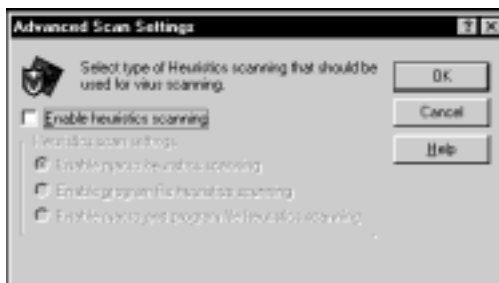 Advanced Scan Settings
Select type of Heuristics scanning that should be
used for virus scanning.
OK
Enable heuristics scanning
Cancel
Heuristics scan settings
Help
Enable macro heuristics scanning
Enable program file heuristics scanning
Enable macro and program file heuristics scanning